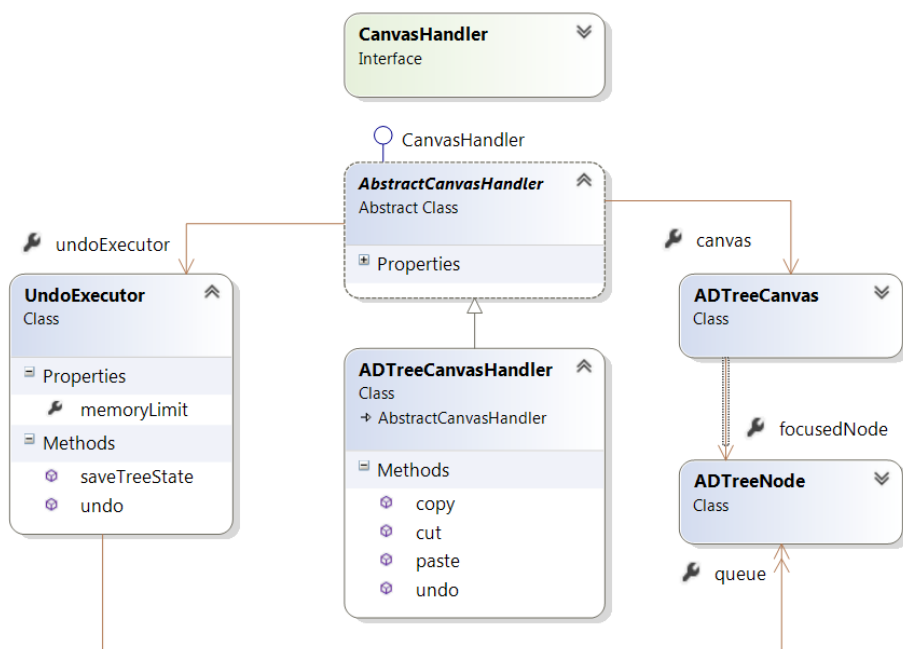 CanvasHandler
Interface
CanvasHandler
AbstractCanvasHandler
Abstract Class
Properties
undoExecutor
canvas
UndoExecutor
Class
Properties
memoryLimit
Methods
saveTreeState
undo
ADTreeCanvasHandler
Class
AbstractCanvasHandler
Methods
copy
cut
paste
undo
ADTreeCanvas
Class
focusedNode
ADTreeNode
Class
queue